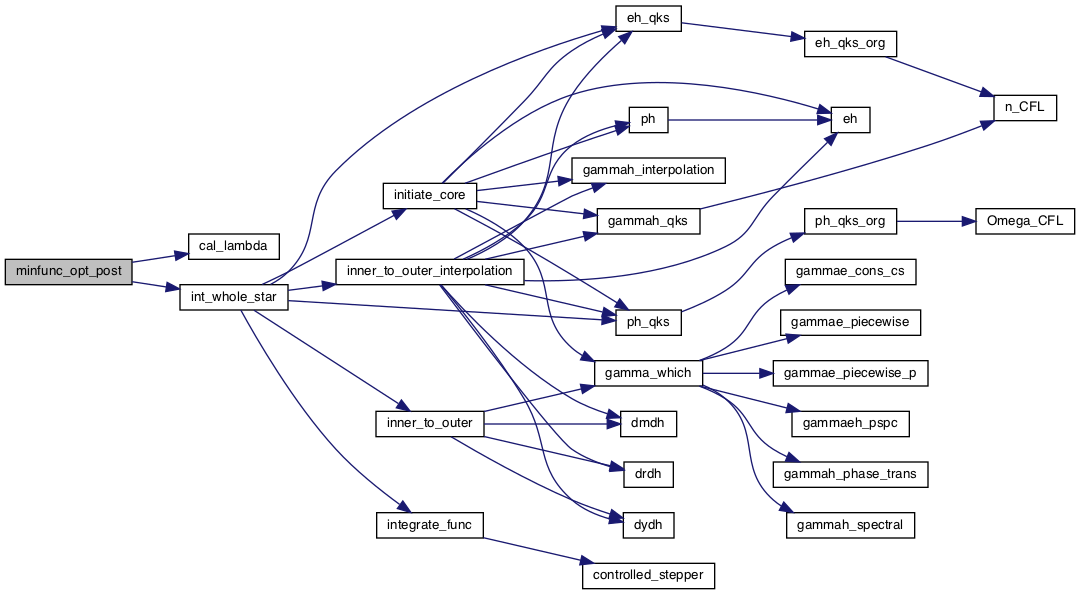 eh_qks
eh_qks_org
n_CFL
ph
eh
gammah_interpolation
initiate_core
gammah_qks
ph_qks_org
Omega_CFL
cal_lambda
minfunc_opt_post
inner_to_outer_interpolation
gammae_cons_cs
int_whole_star
ph_qks
gammae_piecewise
gamma_which
gammae_piecewise_p
inner_to_outer
dmdh
gammaeh_pspc
drdh
gammah_phase_trans
integrate_func
dydh
gammah_spectral
controlled_stepper